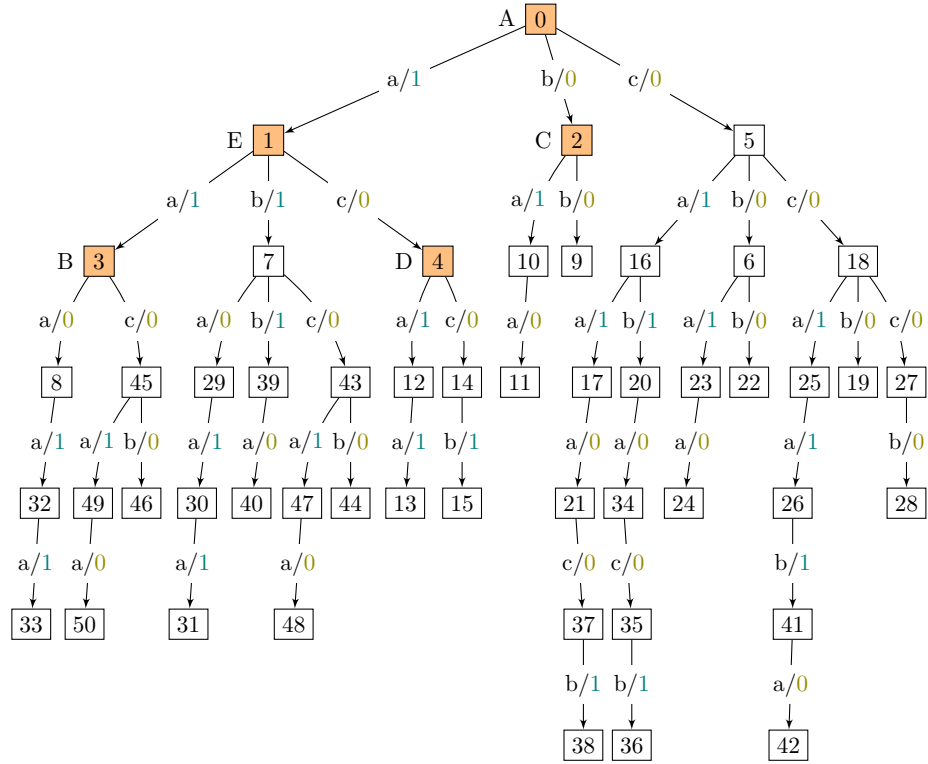 A 0
a/1 b/0 c/0
E 1 C 2 5
a/1 b/1 c/0 a/1 b/0 a/1 b/0 c/0
B 3 7 D 4 10 9 16 6 18
a/0 c/0 a/0 b/1 c/0 a/1 c/0 a/0 a/1 b/1 a/1 b/0 a/1 b/0 c/0
8 45 29 39 43 12 14 11 17 20 23 22 25 19 27
a/1 a/1 b/0 a/1 a/0 a/1 b/0 a/1 b/1 a/0 a/0 a/0 a/1 b/0
32 49 46 30 40 47 44 13 15 21 34 24 26 28
a/1 a/0 a/1 a/0 c/0 c/0 b/1
33 50 31 48 37 35 41
b/1 b/1 a/0
38 36 42